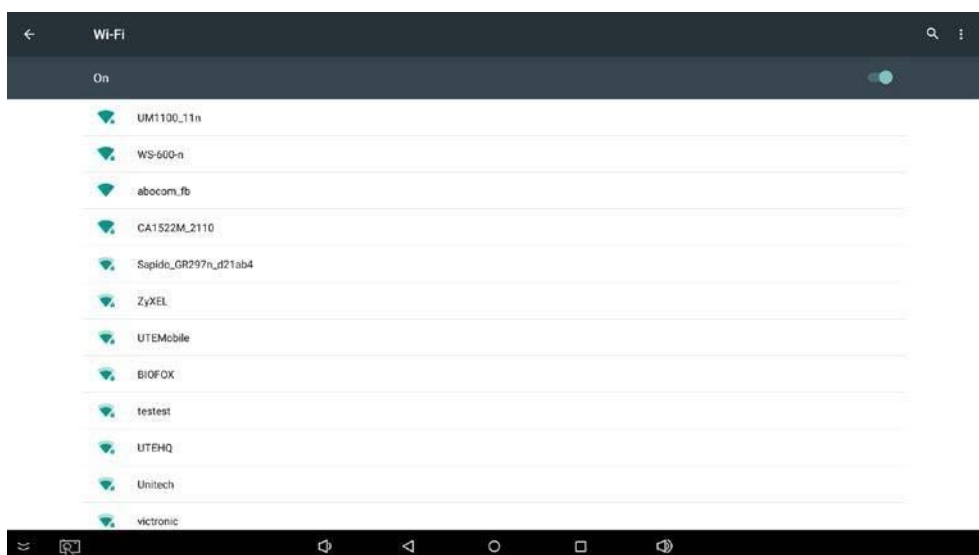 Wi-Fi
On
UM1100_11n
WS-600-n
abocom_fb
CA1522M_2110
Sapido_GR297n_d21ab4
ZyXEL
UTEMobile
BIOFOX
testest
UTEHQ
Unitech
victronic